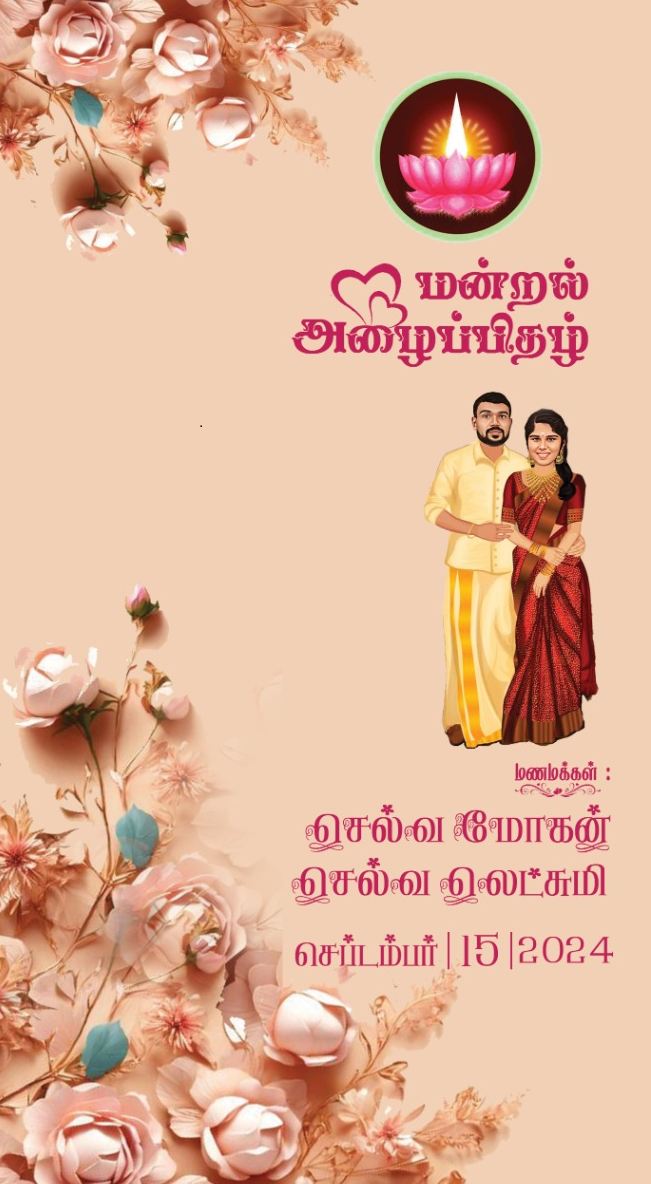 மன்றல்
அழைப்பிதழ்
மணமக்கள் :
செல்வ மோகன்
செல்வ லெட்சுமி
செப்டம்பர் | 15 | 2024